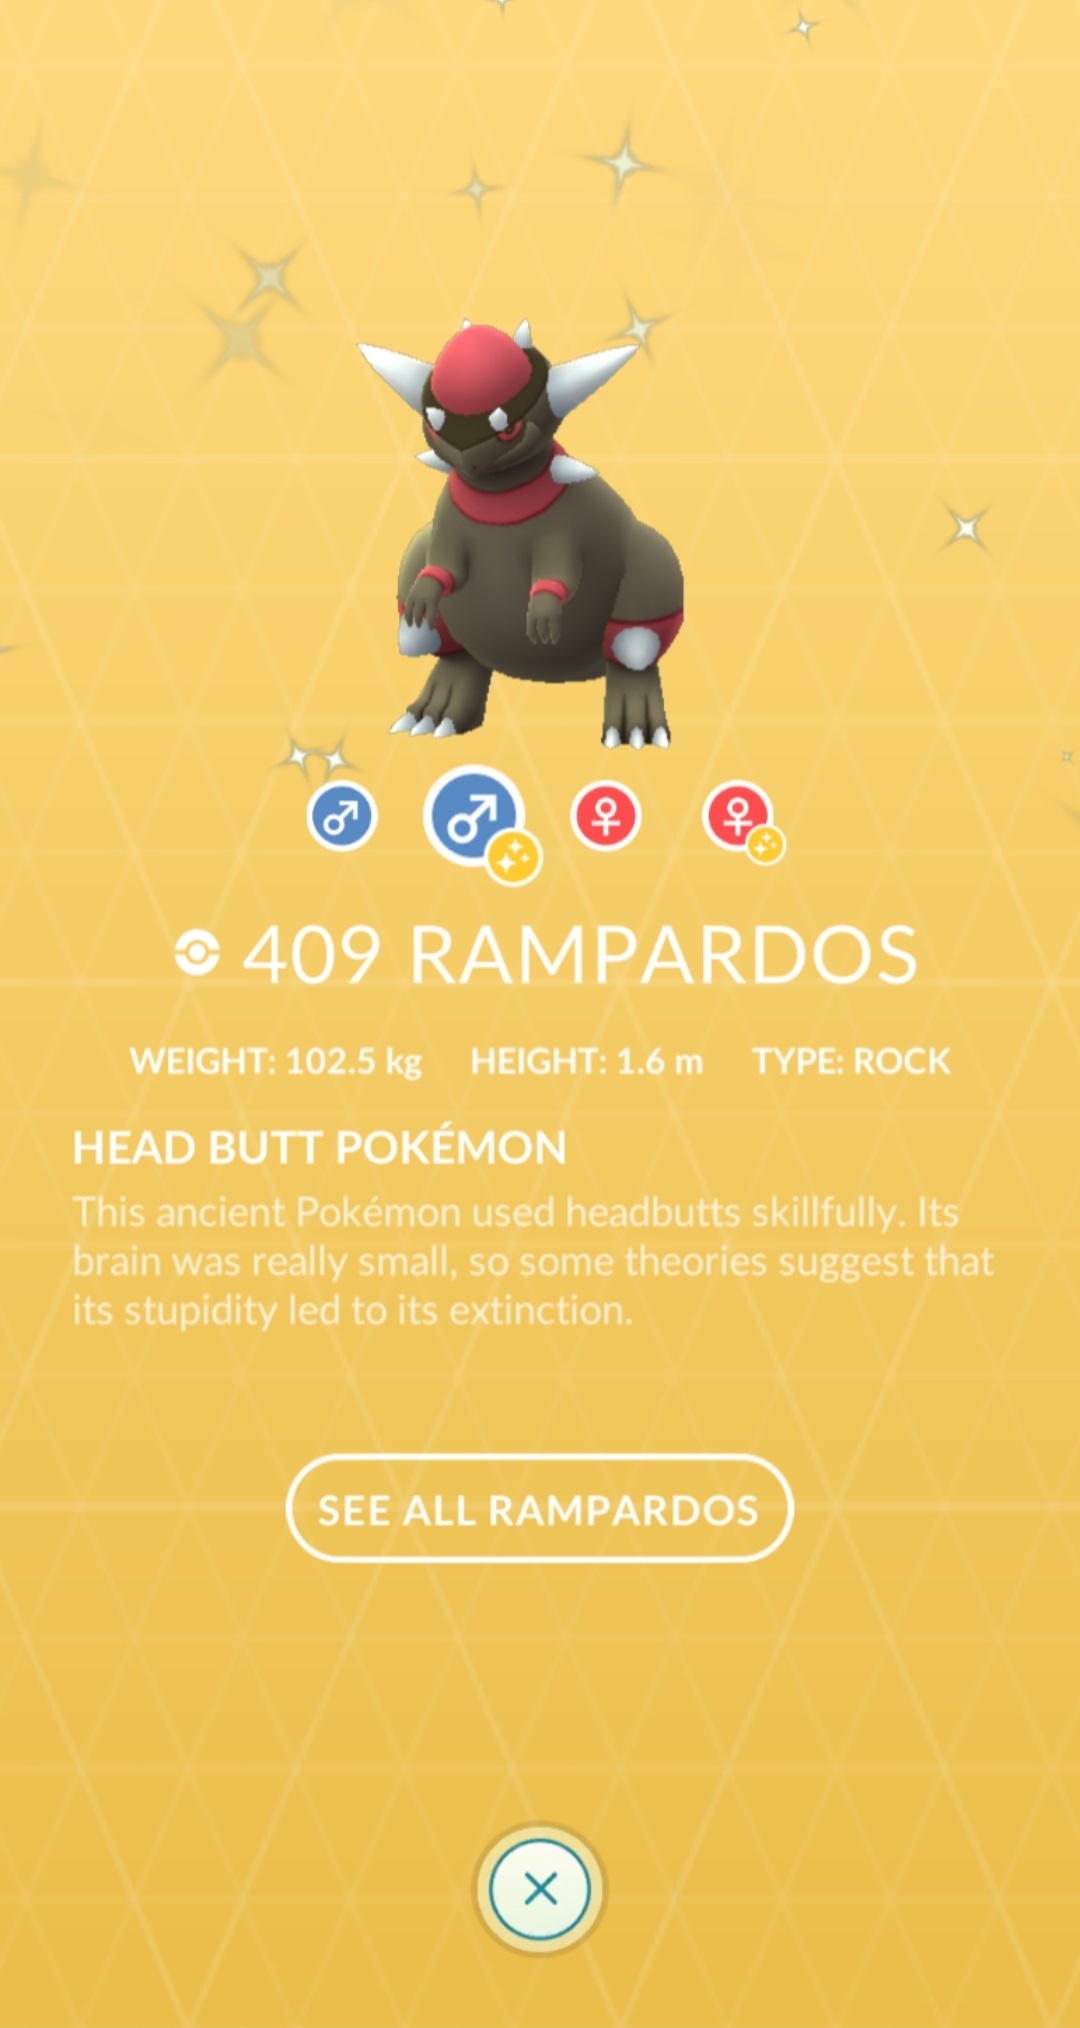 409 RAMPARDOS
WEIGHT: 102.5 kg HEIGHT: 1.6 m TYPE: ROCK
HEAD BUTT POKÉMON
This ancient Pokémon used headbutts skillfully. Its
brain was really small, so some theories suggest that
its stupidity led to its extinction.
SEE ALL RAMPARDOS